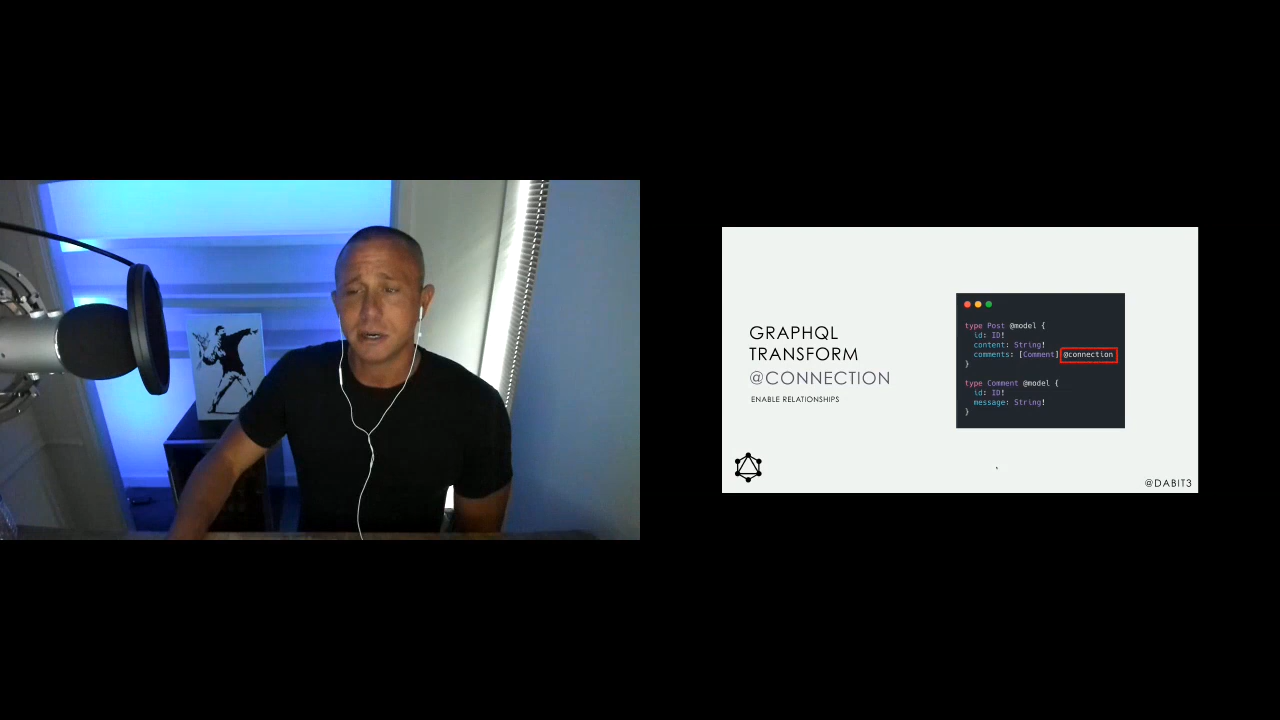 GRAPHQL
TRANSFORM
@CONNECTION
ENABLE RELATIONSHIPS
type Post @model {
  id: ID!
  content: String!
  comments: [Comment] @connection
}
type Comment @model {
  id: ID!
  message: String!
}
@DABIT3